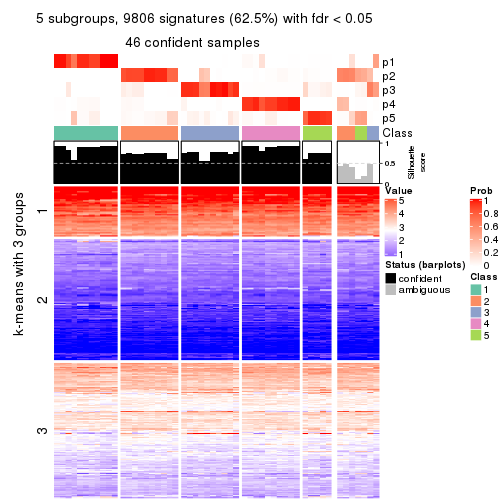 5 subgroups, 9806 signatures (62.5%) with fdr < 0.05
46 confident samples
p1
p2
p3
p4
p5
Class
1
0.5
0
Silhouette
score
k-means with 3 groups
1
2
3
Value
5
4
3
2
1
Status (barplots)
confident
ambiguous
Prob
1
0.8
0.6
0.4
0.2
0
Class
1
2
3
4
5